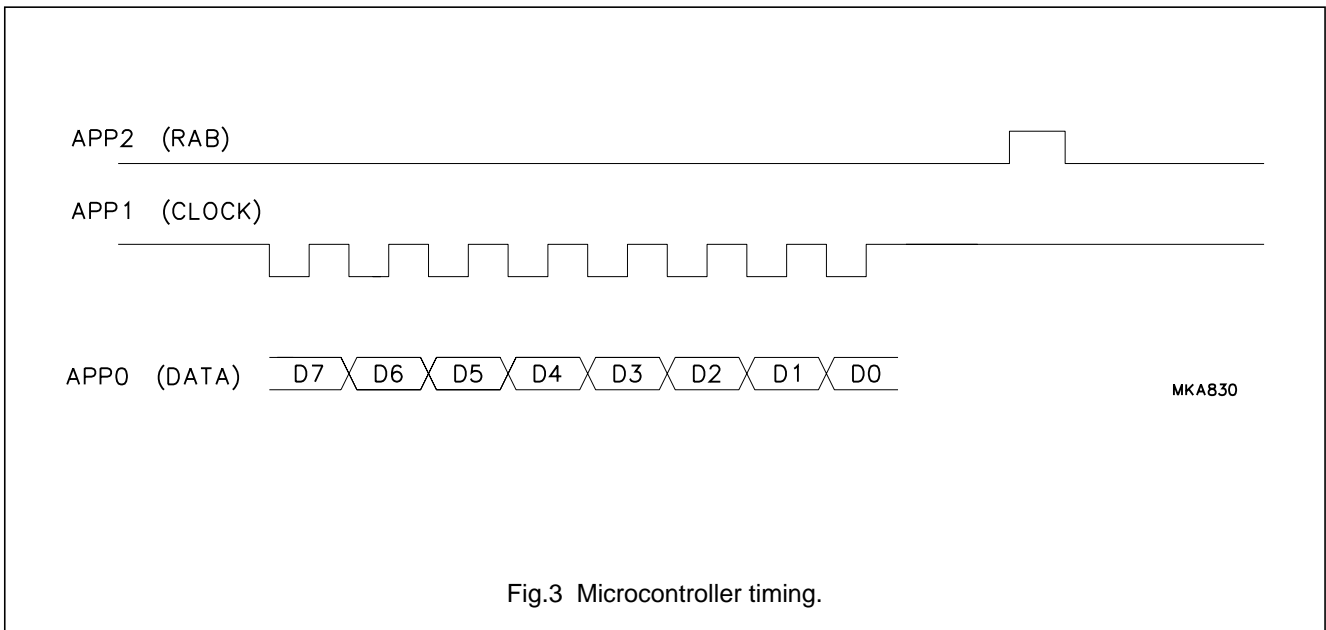 APP2 (RAB)
APP1 (CLOCK)
APP0 (DATA) D7 D6 D5 D4 D3 D2 D1 D0
MKA830
Fig.3 Microcontroller timing.